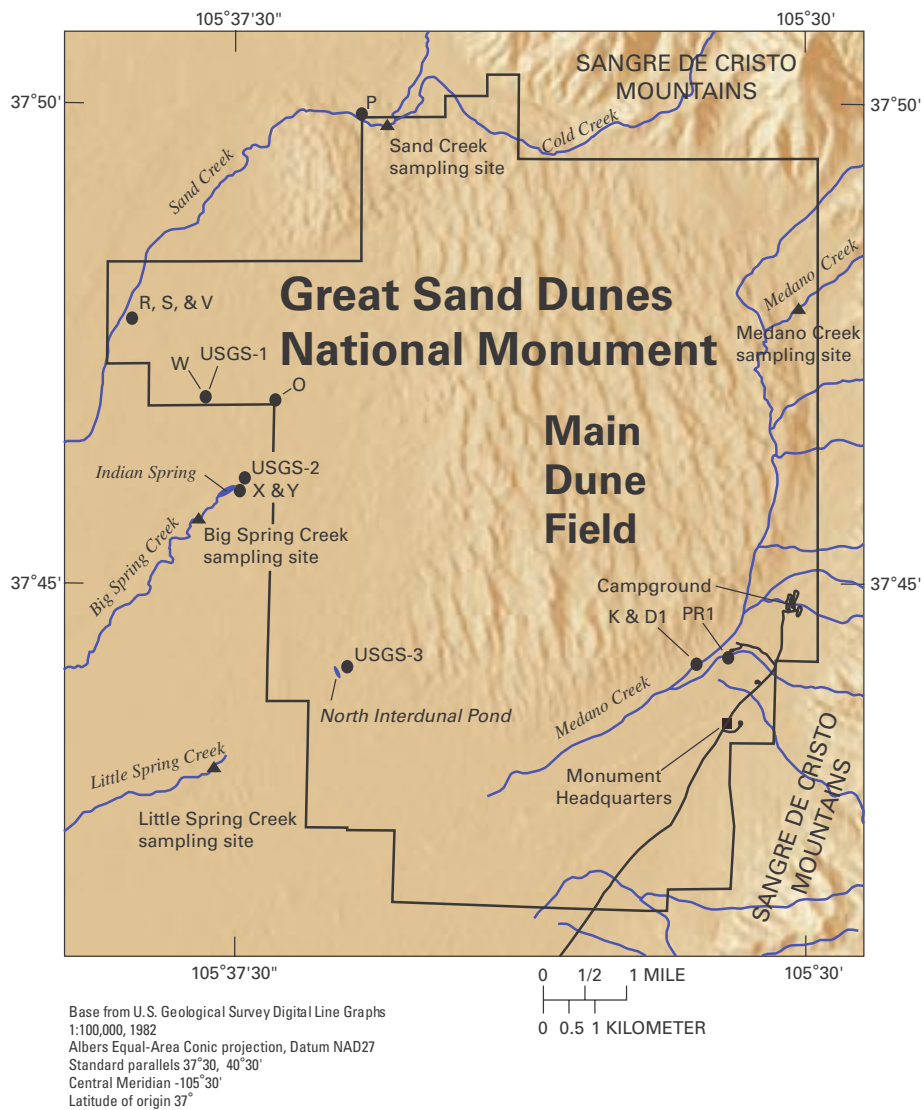 105°37'30"
105°30'
SANGRE DE CRISTO
MOUNTAINS
37°50'
37°50'
P
Cold Creek
Sand Creek
sampling site
Sand Creek
Medano Creek
Great Sand Dunes
National Monument
R, S, & V
Medano Creek
sampling site
USGS-1
W
O
Main
Dune
Field
USGS-2
Indian Spring
X & Y
Big Spring Creek
sampling site
Big Spring Creek
37°45'
37°45'
Campground
K & D1
PR1
USGS-3
Medano Creek
North Interdunal Pond
Little Spring Creek
Monument
Headquarters
SANGRE DE CRISTO
MOUNTAINS
Little Spring Creek
sampling site
105°37'30"
105°30'
0 1/2 1 MILE
0 0.5 1 KILOMETER
Base from U.S. Geological Survey Digital Line Graphs
1:100,000, 1982
Albers Equal-Area Conic projection, Datum NAD27
Standard parallels 37°30, 40°30'
Central Meridian -105°30'
Latitude of origin 37°